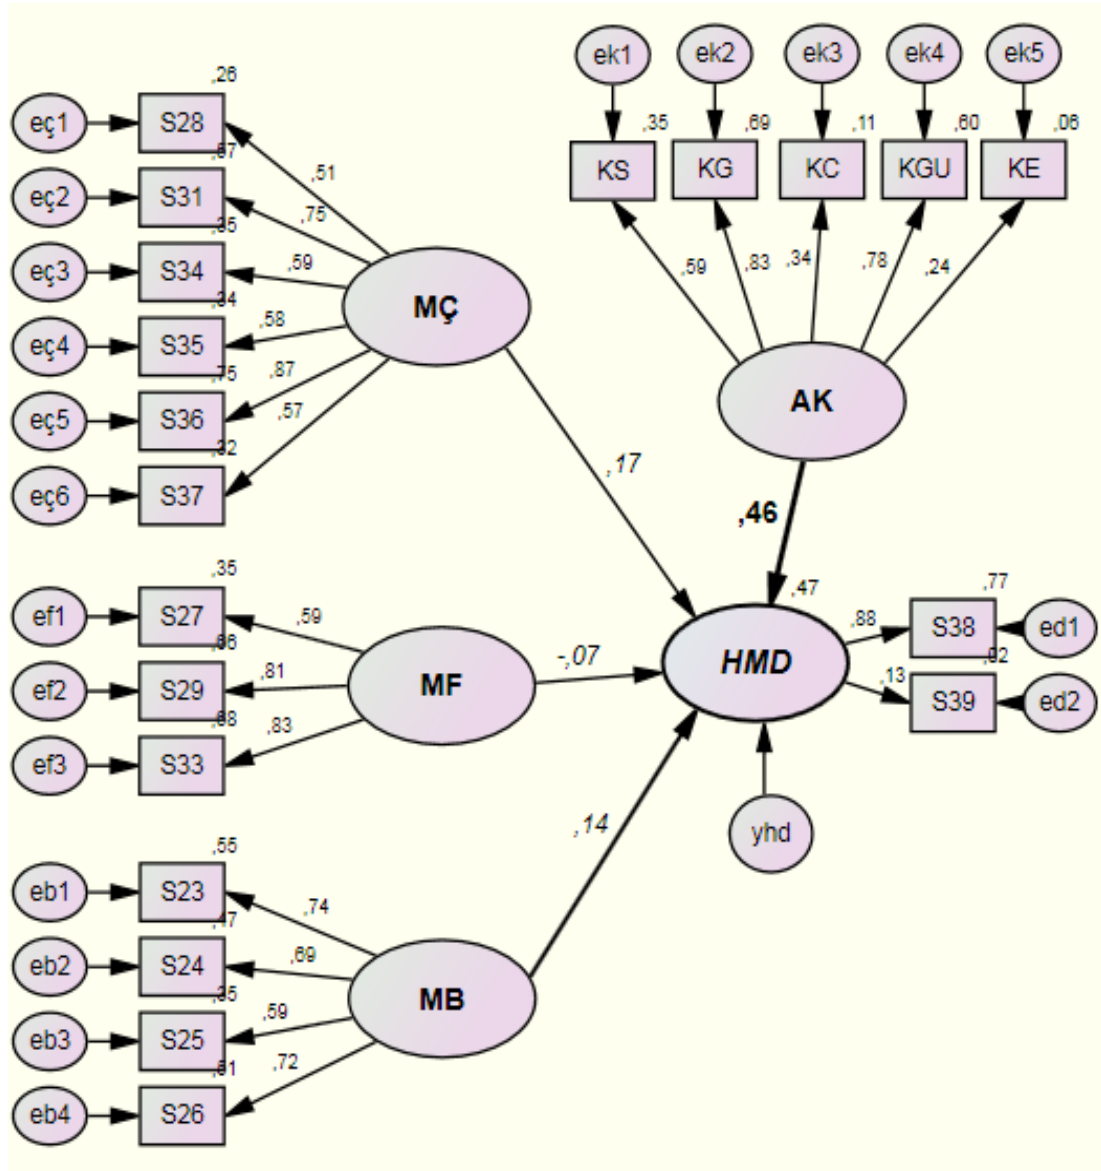 ek1 ek2 ek3 ek4 ek5
,35 ,69 ,11 ,60 ,06
KS KG KC KGU KE
,59 ,83 ,34 ,78 ,24
AK
,46
,26
eç1 S28
,51
,57
eç2 S31
,75
,35
eç3 S34
,59
,34
eç4 S35
,58
,75
eç5 S36
,87
,32
eç6 S37
,57
MÇ
,17
,35
ef1 S27
,59
,66
ef2 S29
,81
,68
ef3 S33
,83
MF
-,07
,55
eb1 S23
,74
,47
eb2 S24
,69
,35
eb3 S25
,59
,51
eb4 S26
,72
MB
,14
,47
HMD
,77
,88
S38 ed1
,02
,13
S39 ed2
yhd